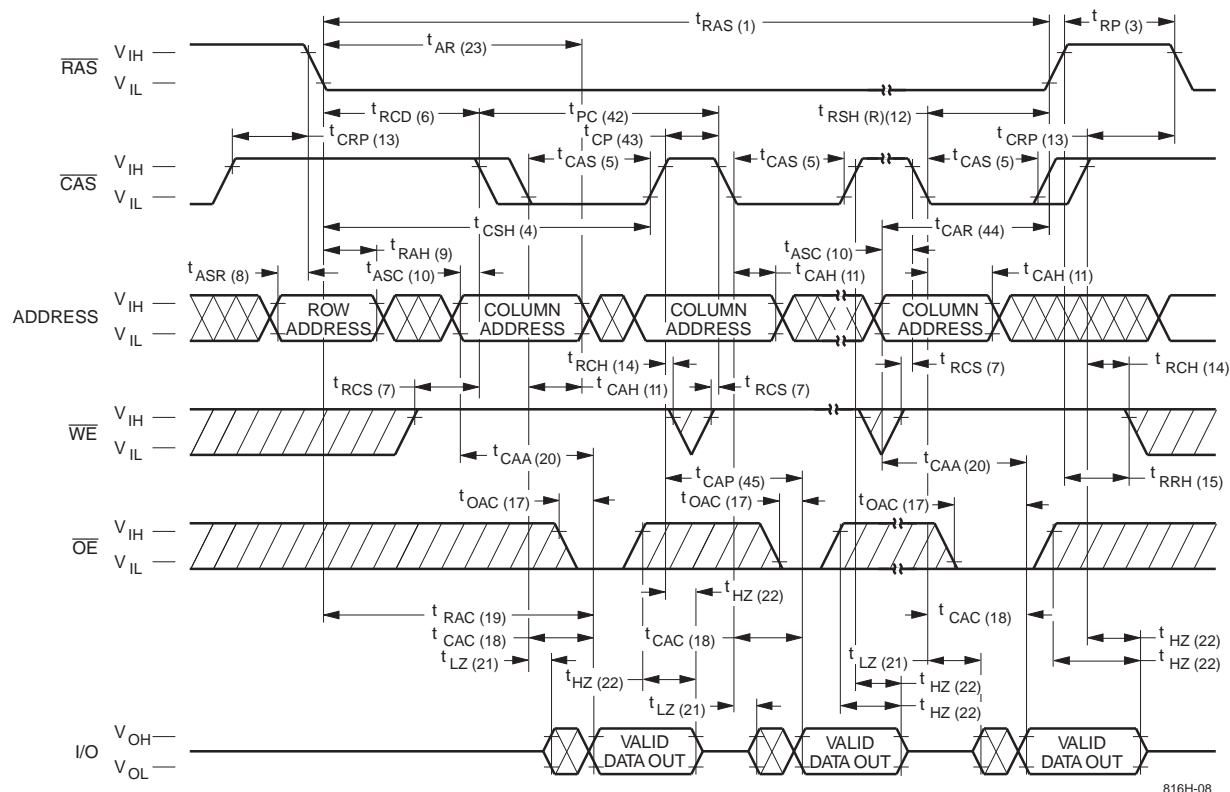 t RAS (1)
t RP (3)
t AR (23)
RAS
V IH
V IL
t RCD (6)
t PC (42)
t RSH (R)(12)
t CRP (13)
t CP (43)
t CRP (13)
CAS
V IH
V IL
t CAS (5)
t CAS (5)
t CAS (5)
t CSH (4)
t CAR (44)
t RAH (9)
t ASC (10)
t ASR (8)
t ASC (10)
t CAH (11)
t CAH (11)
ADDRESS
V IH
V IL
ROW
ADDRESS
COLUMN
ADDRESS
COLUMN
ADDRESS
COLUMN
ADDRESS
t RCH (14)
t RCS (7)
t RCH (14)
t RCS (7)
t CAH (11)
t RCS (7)
WE
V IH
V IL
t CAA (20)
t CAA (20)
t CAP (45)
t RRH (15)
t OAC (17)
t OAC (17)
t OAC (17)
OE
V IH
V IL
t HZ (22)
t RAC (19)
t CAC (18)
t CAC (18)
t CAC (18)
t HZ (22)
t LZ (21)
t LZ (21)
t HZ (22)
t HZ (22)
t HZ (22)
t LZ (21)
t HZ (22)
I/O
V OH
V OL
VALID
DATA OUT
VALID
DATA OUT
VALID
DATA OUT
816H-08